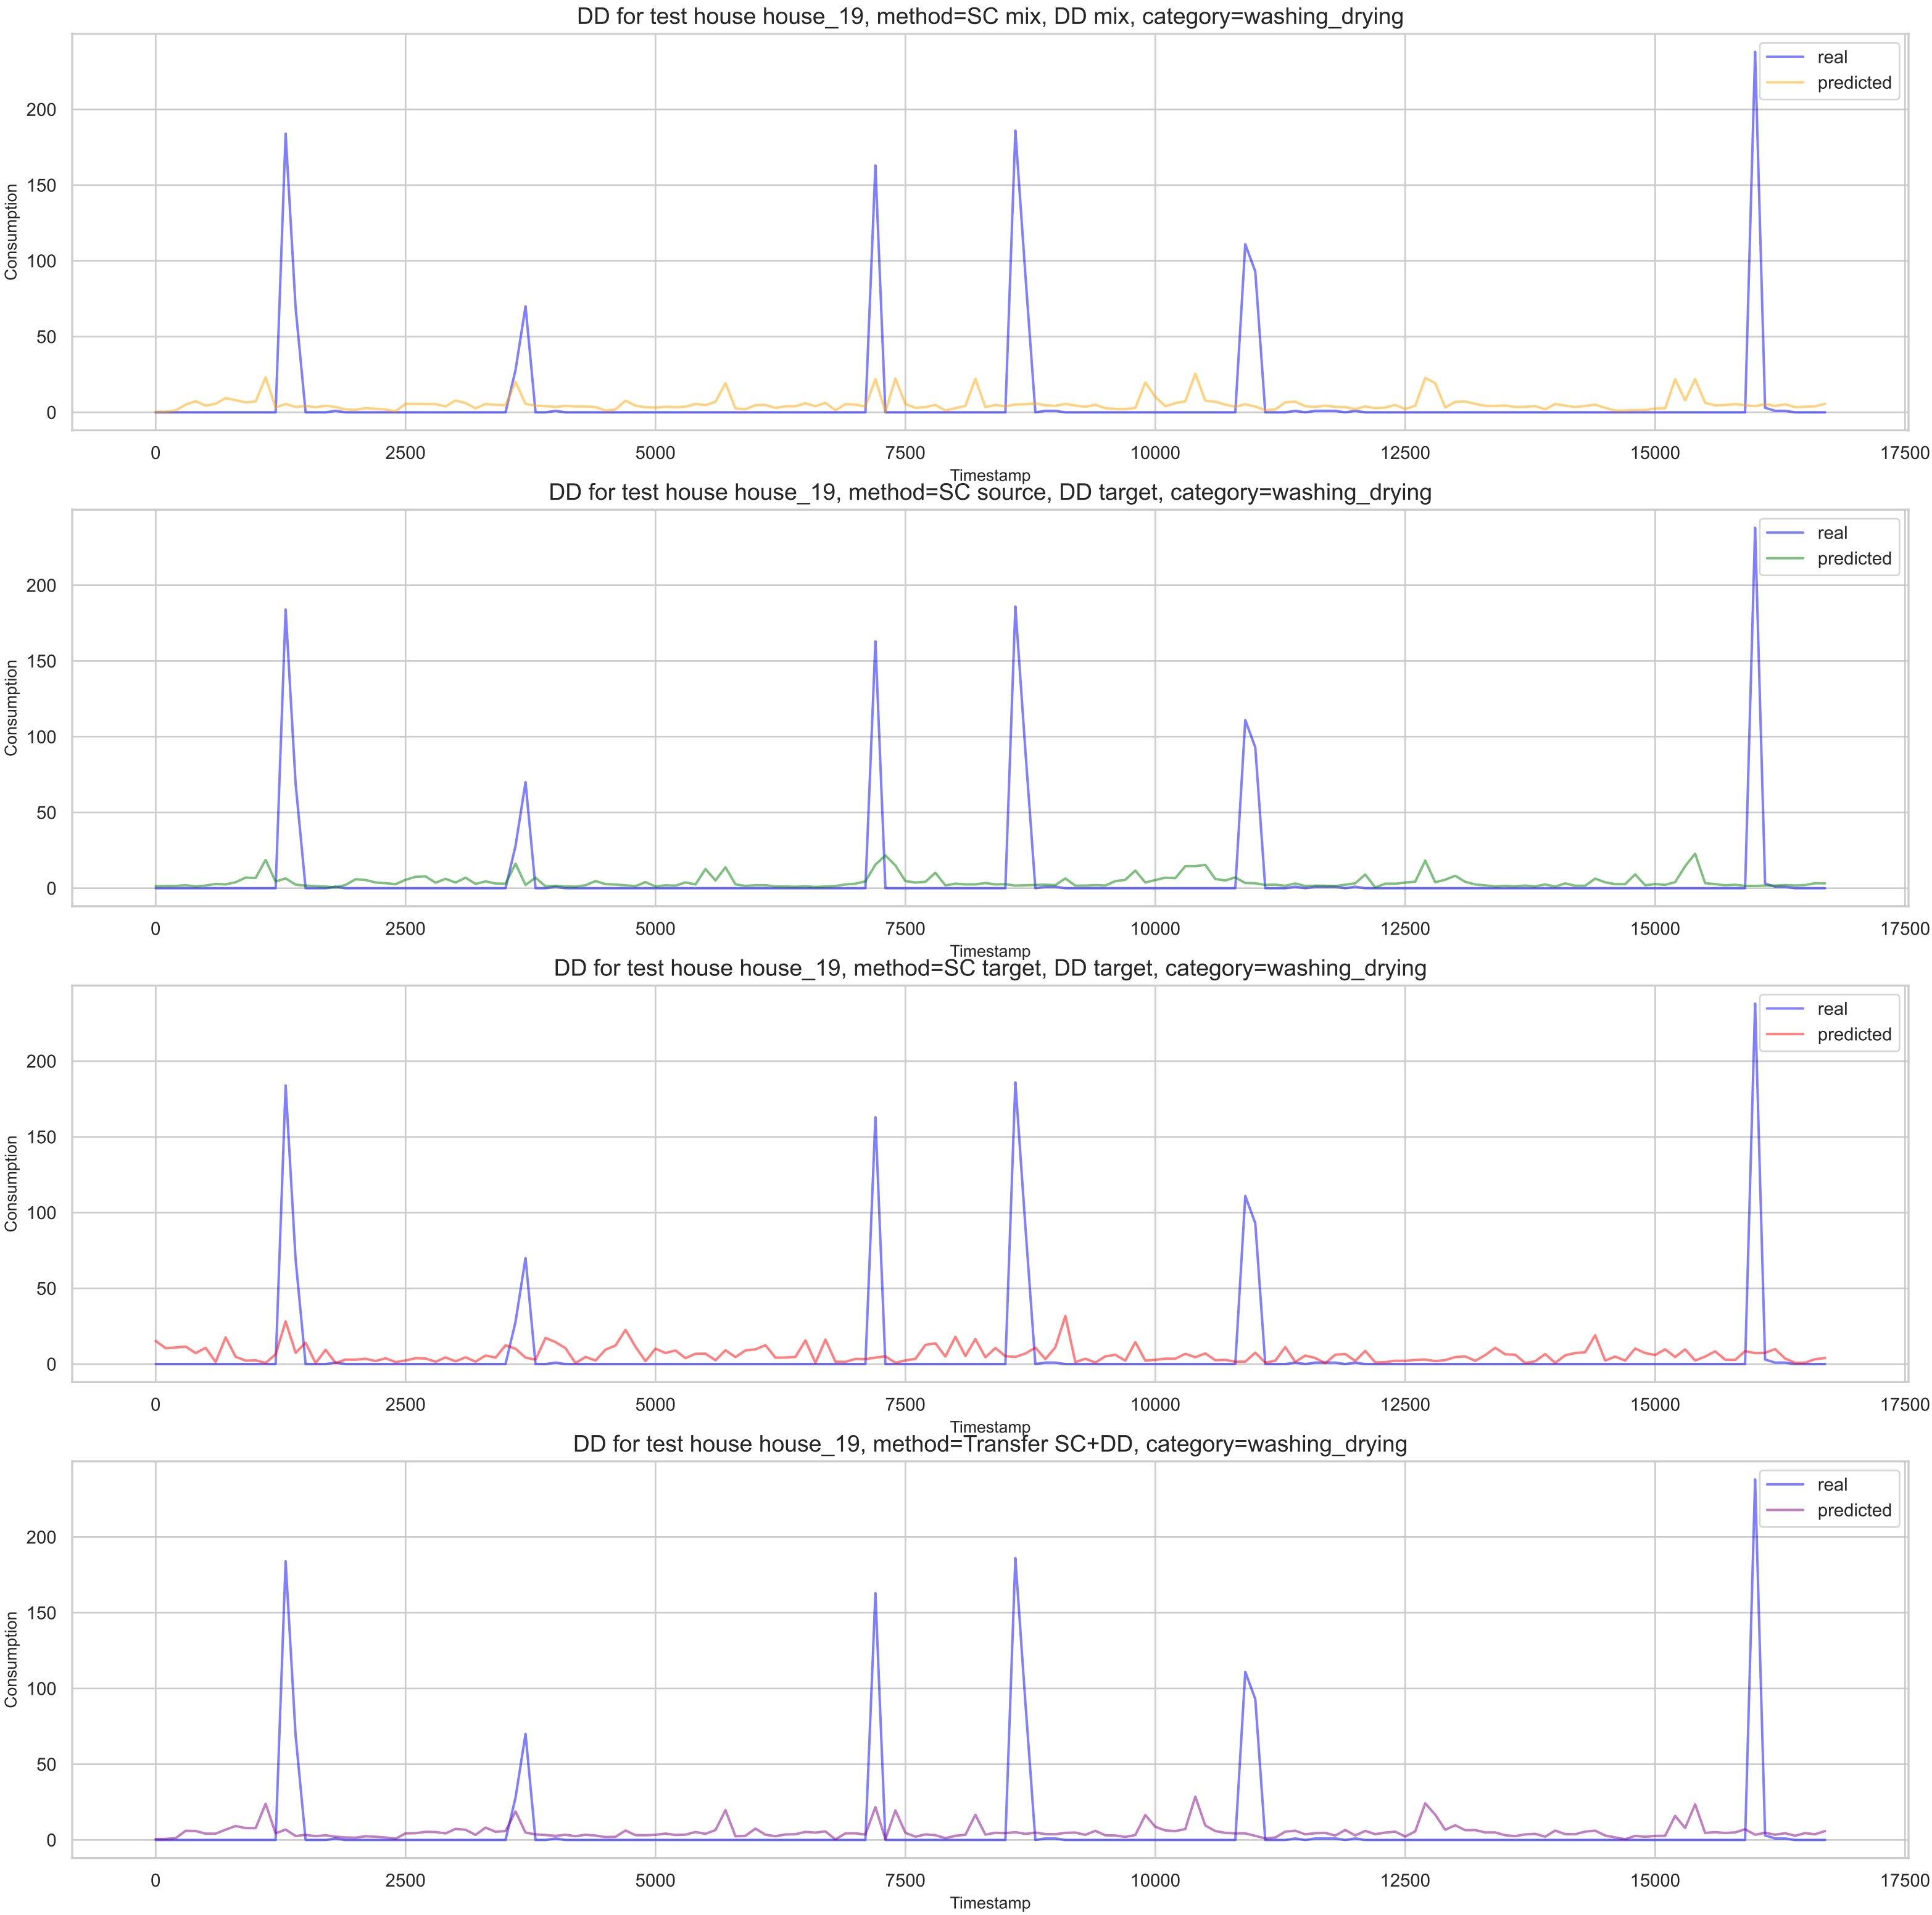 DD for test house house_19, method=SC mix, DD mix, category=washing_drying
real
predicted
200
150
100
50
0
Consumption
0 2500 5000 7500 10000 12500 15000 17500
Timestamp
DD for test house house_19, method=SC source, DD target, category=washing_drying
real
predicted
200
150
100
50
0
Consumption
0 2500 5000 7500 10000 12500 15000 17500
Timestamp
DD for test house house_19, method=SC target, DD target, category=washing_drying
real
predicted
200
150
100
50
0
Consumption
0 2500 5000 7500 10000 12500 15000 17500
Timestamp
DD for test house house_19, method=Transfer SC+DD, category=washing_drying
real
predicted
200
150
100
50
0
Consumption
0 2500 5000 7500 10000 12500 15000 17500
Timestamp